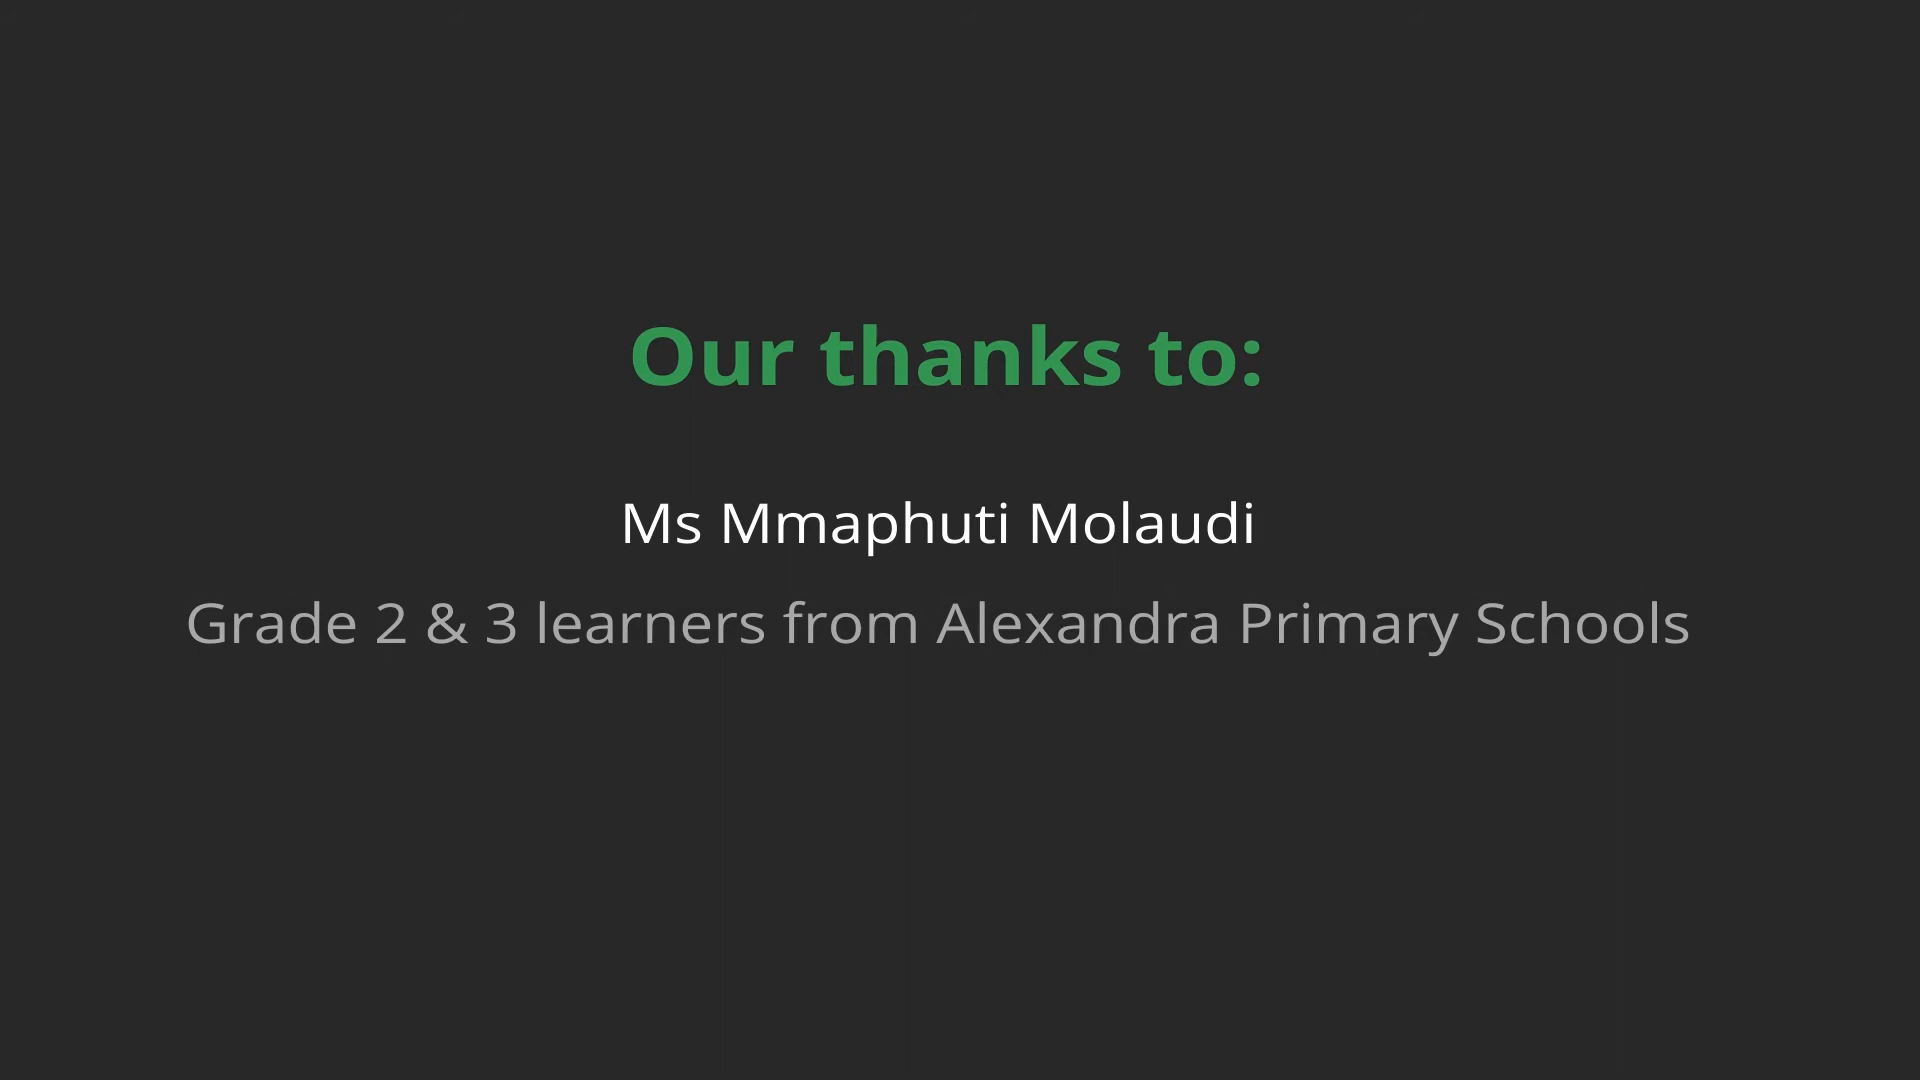 Our thanks to:
Ms Mmaphuti Molaudi
Grade 2 & 3 learners from Alexandra Primary Schools